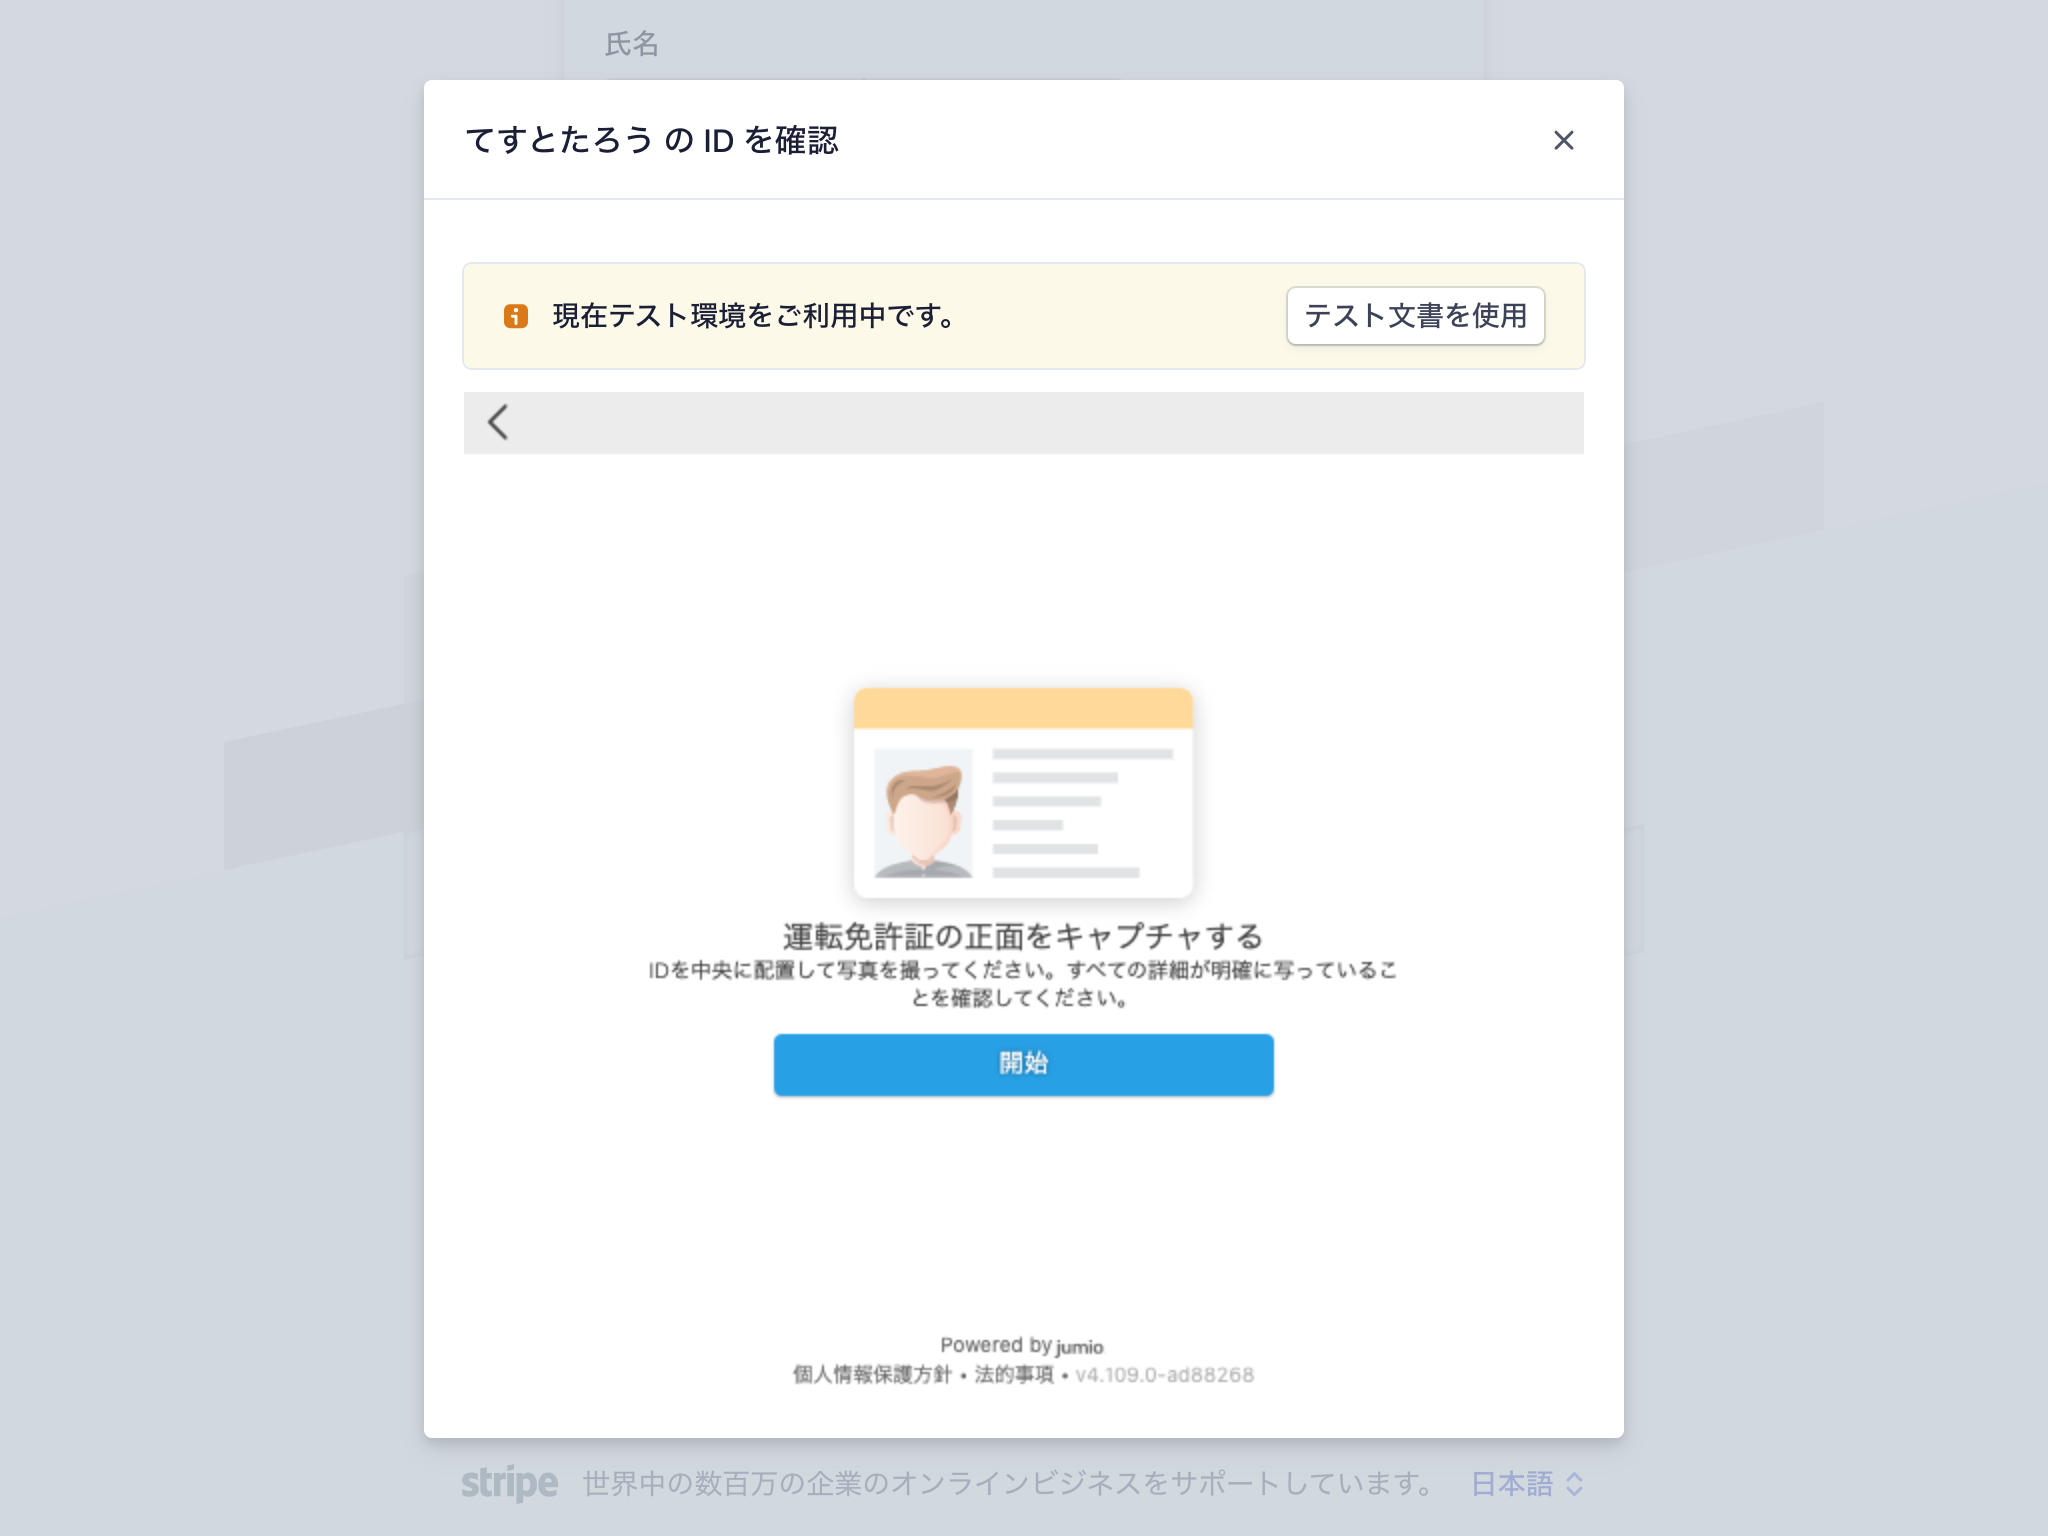 氏名
てすとたろう の ID を確認
現在テスト環境をご利用中です。
テスト文書を使用
運転免許証の正面をキャプチャする
IDを中央に配置して写真を撮ってください。すべての詳細が明確に写っているこ
とを確認してください。
開始
Powered by jumio
個人情報保護方針 • 法的事項 • v4.109.0-ad88268
stripe 世界中の数百万の企業のオンラインビジネスをサポートしています。 日本語